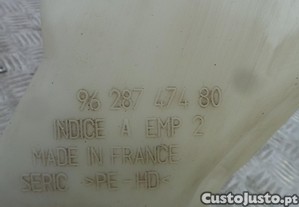 96 287 474 80
INDICE A EMP 2
MADE IN FRANCE
SERIC >PE-HD<
CustoJusto.pt